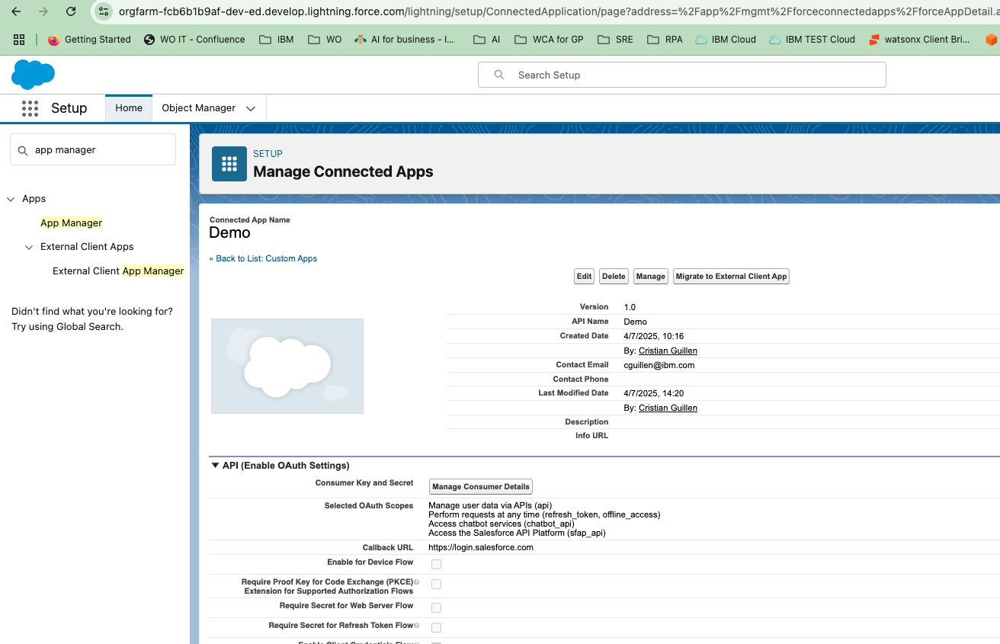 orgfarm-fcb6b1b9af-dev-ed.develop.lightning.force.com/lightning/setup/ConnectedApplication/page?address=%2Fapp%2Fmgmt%2Fforceconnectedapps%2FforceAppDetail.a
Getting Started WO IT - Confluence IBM WO AI for business - I... AI WCA for GP SRE RPA IBM Cloud IBM TEST Cloud watsonx Client Bri...
Search Setup
Setup Home Object Manager
app manager
Apps
App Manager
External Client Apps
External Client App Manager
Didn't find what you're looking for?
Try using Global Search.
SETUP
Manage Connected Apps
Connected App Name
Demo
« Back to List: Custom Apps
Edit Delete Manage Migrate to External Client App
Version 1.0
API Name Demo
Created Date 4/7/2025, 10:16
By: Cristian Guillen
Contact Email cguillen@ibm.com
Contact Phone
Last Modified Date 4/7/2025, 14:20
By: Cristian Guillen
Description
Info URL
API (Enable OAuth Settings)
Consumer Key and Secret Manage Consumer Details
Selected OAuth Scopes Manage user data via APIs (api)
Perform requests at any time (refresh_token, offline_access)
Access chatbot services (chatbot_api)
Access the Salesforce API Platform (sfap_api)
Callback URL https://login.salesforce.com
Enable for Device Flow
Require Proof Key for Code Exchange (PKCE)
Extension for Supported Authorization Flows
Require Secret for Web Server Flow
Require Secret for Refresh Token Flow
Enable Client Credentials Flow